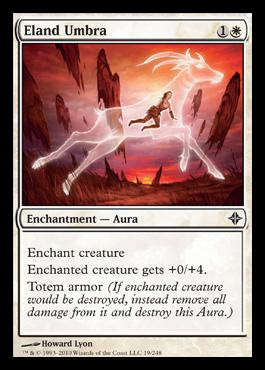 Eland Umbra 1
Enchantment — Aura
Enchant creature
Enchanted creature gets +0/+4.
Totem armor (If enchanted creature
would be destroyed, instead remove all
damage from it and destroy this Aura.)
Howard Lyon
™ & © 1993–2010 Wizards of the Coast LLC 19/248